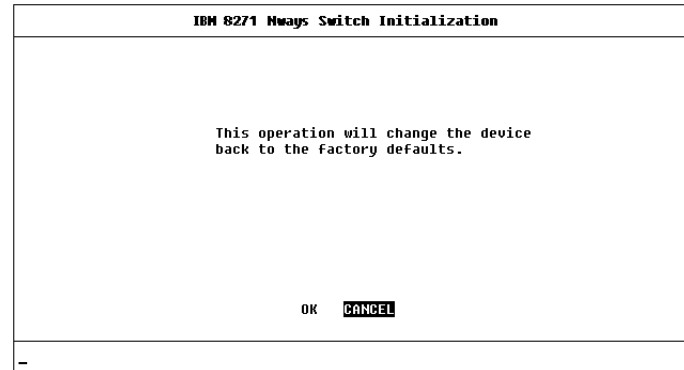 IBM 8271 Nways Switch Initialization
This operation will change the device
back to the factory defaults.
OK CANCEL